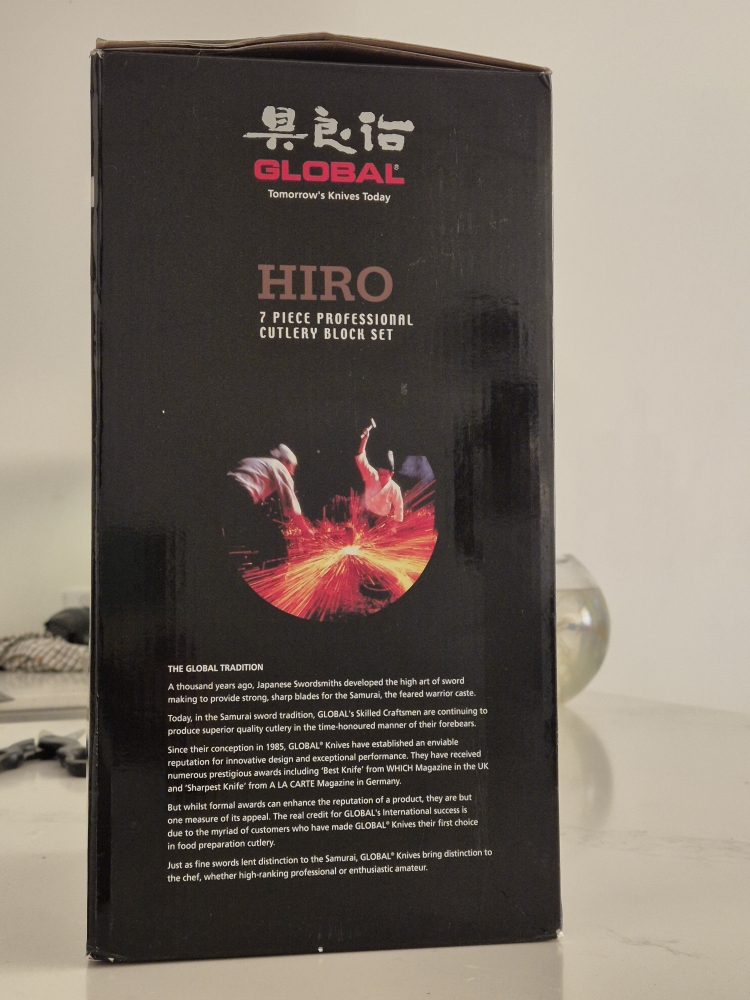 具良治
GLOBAL®
Tomorrow's Knives Today
HIRO
7 PIECE PROFESSIONAL
CUTLERY BLOCK SET
THE GLOBAL TRADITION
A thousand years ago, Japanese Swordsmiths developed the high art of sword
making to provide strong, sharp blades for the Samurai, the feared warrior caste.
Today, in the Samurai sword tradition, GLOBAL's Skilled Craftsmen are continuing to
produce superior quality cutlery in the time-honoured manner of their forebears.
Since their conception in 1985, GLOBAL® Knives have established an enviable
reputation for innovative design and exceptional performance. They have received
numerous prestigious awards including 'Best Knife' from WHICH Magazine in the UK
and 'Sharpest Knife' from A LA CARTE Magazine in Germany.
But whilst formal awards can enhance the reputation of a product, they are but
one measure of its appeal. The real credit for GLOBAL's International success is
due to the myriad of customers who have made GLOBAL® Knives their first choice
in food preparation cutlery.
Just as fine swords lent distinction to the Samurai, GLOBAL® Knives bring distinction to
the chef, whether high-ranking professional or enthusiastic amateur.